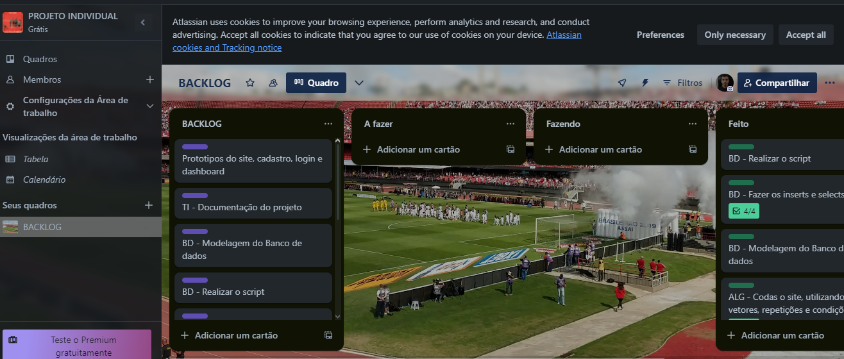 PROJETO INDIVIDUAL
Grátis
Quadros
Membros
Configurações da Área de
trabalho
Visualizações da área de trabalho
Tabela
Calendário
Seus quadros
BACKLOG
Teste o Premium
gratuitamente
Atlassian uses cookies to improve your browsing experience, perform analytics and research, and conduct
advertising. Accept all cookies to indicate that you agree to our use of cookies on your device. Atlassian
cookies and Tracking notice
Preferences
Only necessary
Accept all
BACKLOG
Quadro
Filtros
Compartilhar
BACKLOG
Prototipos do site, cadastro, login e
dashboard
TI - Documentação do projeto
BD - Modelagem do Banco de
dados
BD - Realizar o script
Adicionar um cartão
A fazer
Adicionar um cartão
Fazendo
Adicionar um cartão
Feito
BD - Realizar o script
BD - Fazer os inserts e selects
4/4
BD - Modelagem do Banco de
dados
ALG - Codas o site, utilizando
vetores, repetições e condiçõ
Adicionar um cartão